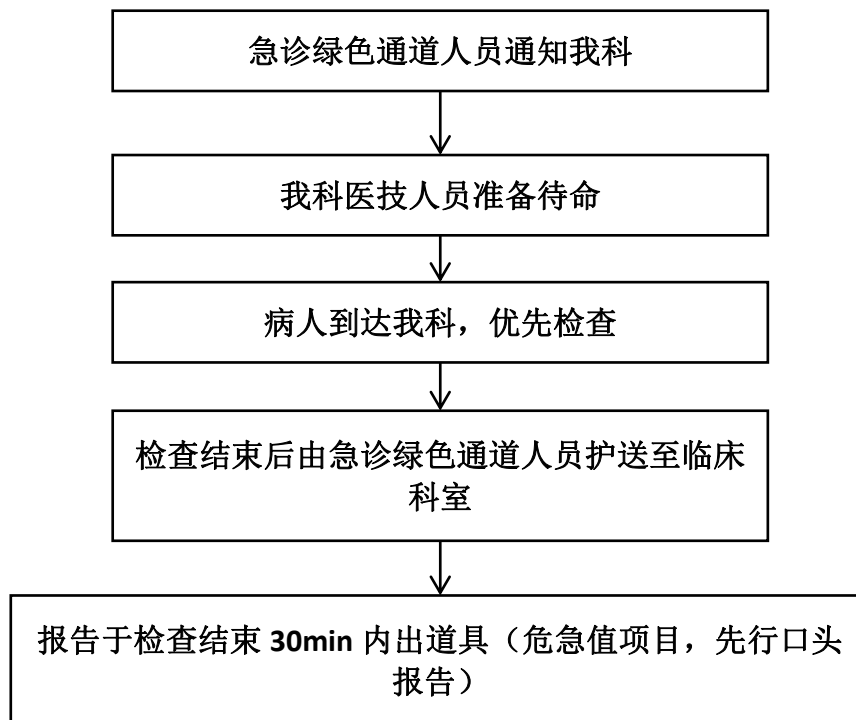 急诊绿色通道人员通知我科
我科医技人员准备待命
病人到达我科，优先检查
检查结束后由急诊绿色通道人员护送至临床
科室
报告于检查结束 30min 内出道具（危急值项目，先行口头
报告）